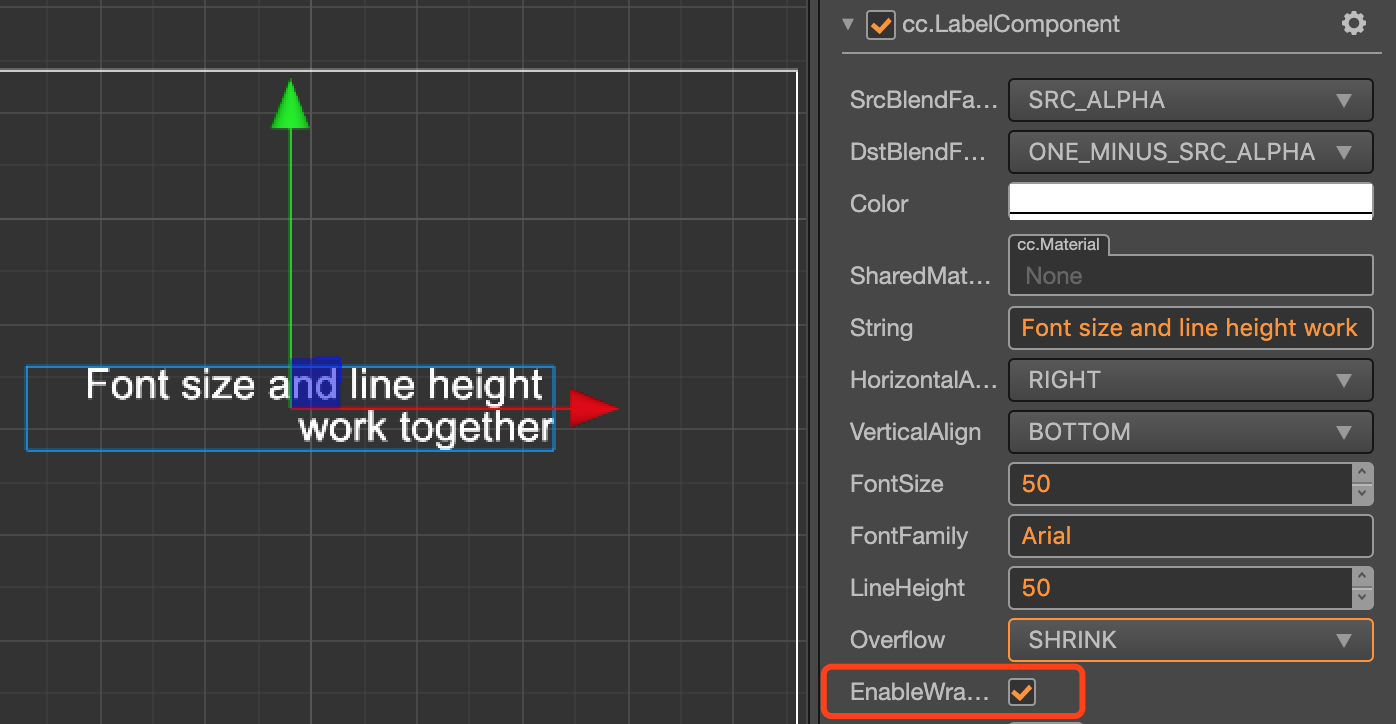 cc.LabelComponent
SrcBlendFa... SRC_ALPHA
DstBlendF... ONE_MINUS_SRC_ALPHA
Color
cc.Material
SharedMat... None
String Font size and line height work
HorizontalA... RIGHT
VerticalAlign BOTTOM
FontSize 50
FontFamily Arial
LineHeight 50
Overflow SHRINK
EnableWra...
Font size and line height
work together